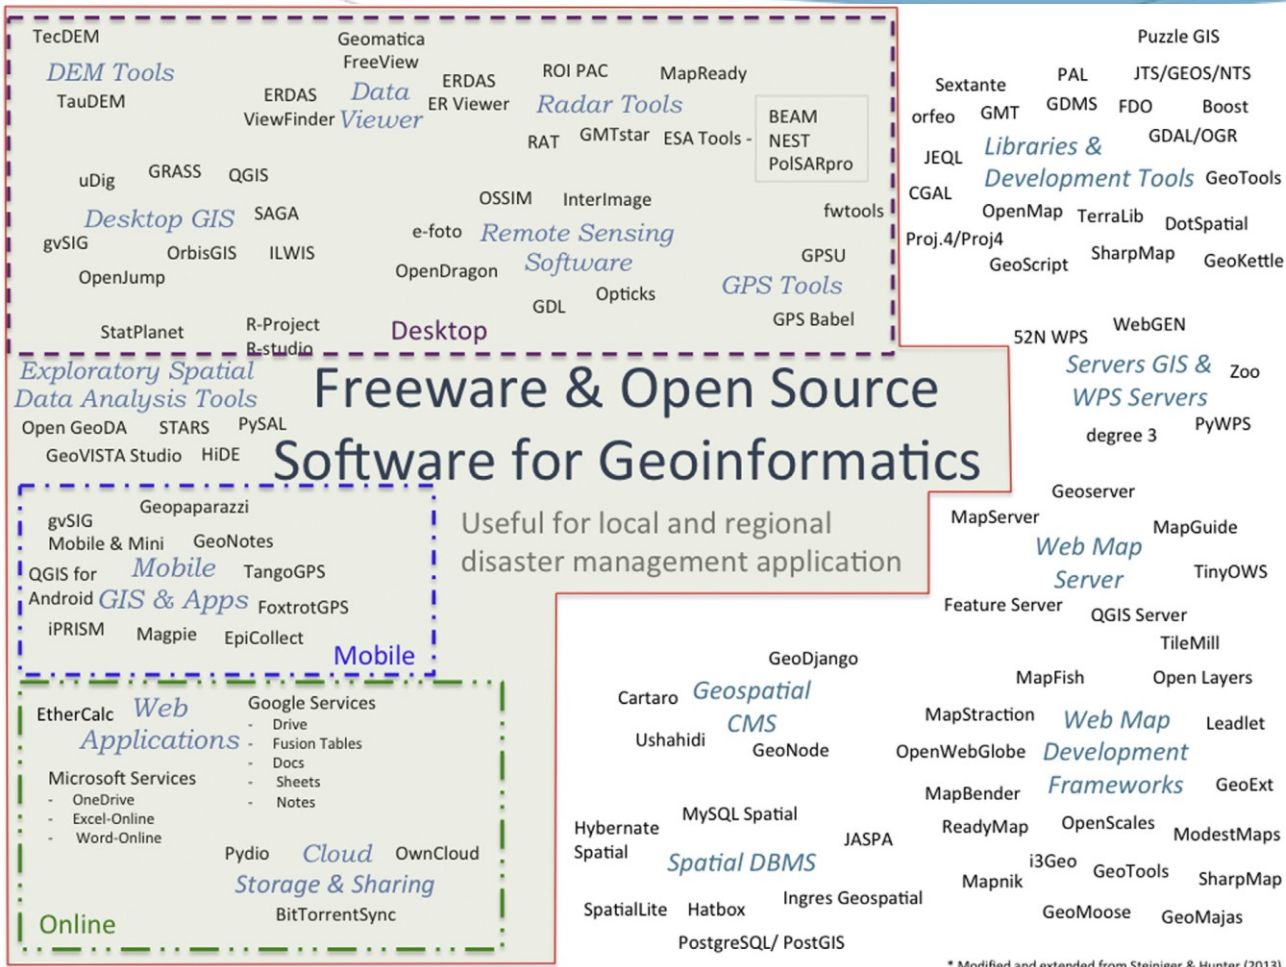 TecDEM
DEM Tools
TauDEM
Geomatica
FreeView
ERDAS
ViewFinder
Data
Viewer
ERDAS
ER Viewer
ROI PAC
MapReady
Radar Tools
RAT
GMTstar
ESA Tools -
BEAM
NEST
PolSARpro
uDig
GRASS
QGIS
Desktop GIS
SAGA
gvSIG
OrbisGIS
ILWIS
OpenJump
OSSIM
InterImage
e-foto
Remote Sensing
Software
OpenDragon
Opticks
GDL
fwtools
GPSU
GPS Tools
GPS Babel
StatPlanet
R-Project
R-studio
Desktop
Exploratory Spatial
Data Analysis Tools
Open GeoDA
STARS
PySAL
GeoVISTA Studio
HiDE
Freeware & Open Source
Software for Geoinformatics
Useful for local and regional
disaster management application
Geopaparazzi
gvSIG
Mobile & Mini
GeoNotes
QGIS for
Android
Mobile
GIS & Apps
TangoGPS
FoxtrotGPS
iPRISM
Magpie
EpiCollect
Mobile
EtherCalc
Web
Applications
Google Services
- Drive
- Fusion Tables
- Docs
- Sheets
- Notes
Microsoft Services
- OneDrive
- Excel-Online
- Word-Online
Pydio
Cloud
Storage & Sharing
OwnCloud
BitTorrentSync
Online
Puzzle GIS
Sextante
PAL
JTS/GEOS/NTS
orfeo
GMT
GDMS
FDO
Boost
GDAL/OGR
JEQL
Libraries &
Development Tools
GeoTools
CGAL
OpenMap
TerraLib
DotSpatial
Proj.4/Proj4
GeoScript
SharpMap
GeoKettle
52N WPS
WebGEN
Servers GIS &
WPS Servers
Zoo
degree 3
PyWPS
Geoserver
MapServer
MapGuide
Web Map
Server
TinyOWS
Feature Server
QGIS Server
TileMill
GeoDjango
Cartaro
Geospatial
CMS
Ushahidi
GeoNode
MapFish
Open Layers
MapStraction
Web Map
Development
Frameworks
Leadlet
OpenWebGlobe
MapBender
GeoExt
ReadyMap
OpenScales
ModestMaps
i3Geo
Mapnik
GeoTools
SharpMap
GeoMoose
GeoMajas
MySQL Spatial
Hybernate
Spatial
JASPA
Spatial DBMS
Ingres Geospatial
SpatialLite
Hatbox
PostgreSQL/ PostGIS
* Modified and extended from Steiniger & Hunter (2013)